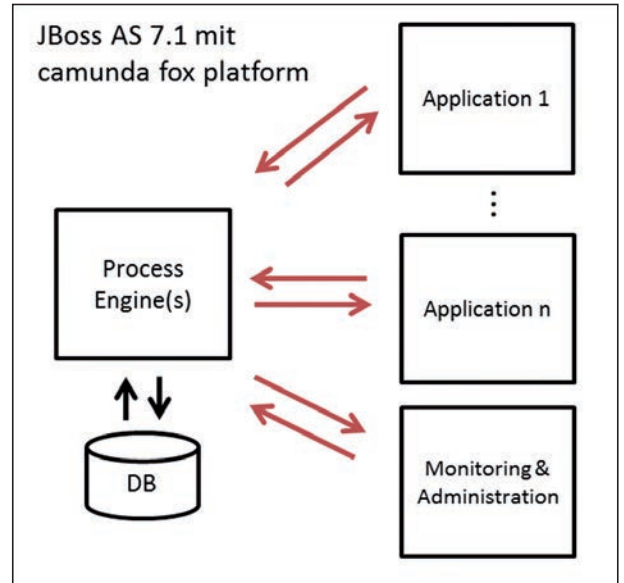 JBoss AS 7.1 mit
camunda fox platform
Application 1
⋮
Process
Engine(s)
Application n
DB
Monitoring &
Administration